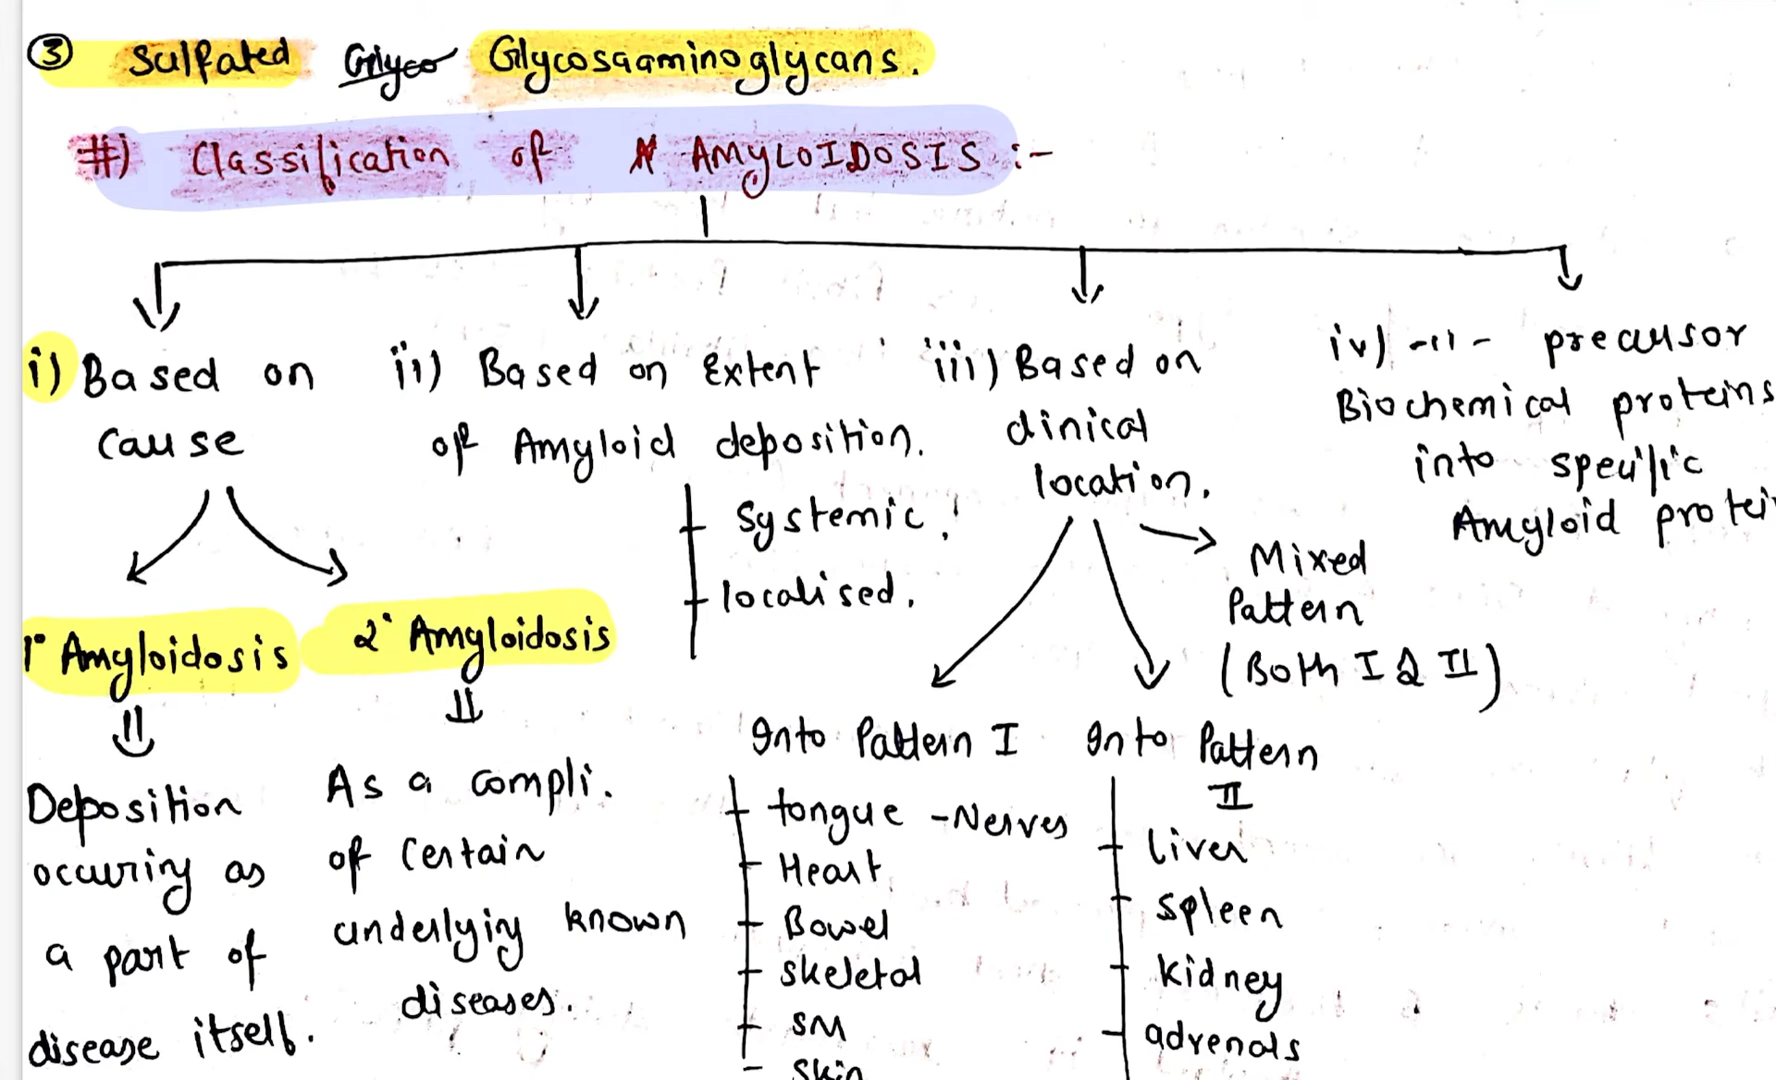 ③ Sulfated Glyco Glycosaaminoglycans.
#) Classification of A AMYLOIDOSIS :-
i) Based on cause
ii) Based on Extent of Amyloid deposition.
systemic.
localised.
iii) Based on clinical location.
iv) -11- precursor Biochemical proteins into specific Amyloid protei
1° Amyloidosis
2° Amyloidosis
Mixed Pattern (Both I & II)
Deposition
occuring as
a part of
disease itself.
As a compli.
of certain
underlying known
diseases.
Into Pattern I
tongue - Nerves
Heart
Bowel
skeletal
SM
Skin
Into Pattern II
liver
spleen
kidney
adrenals